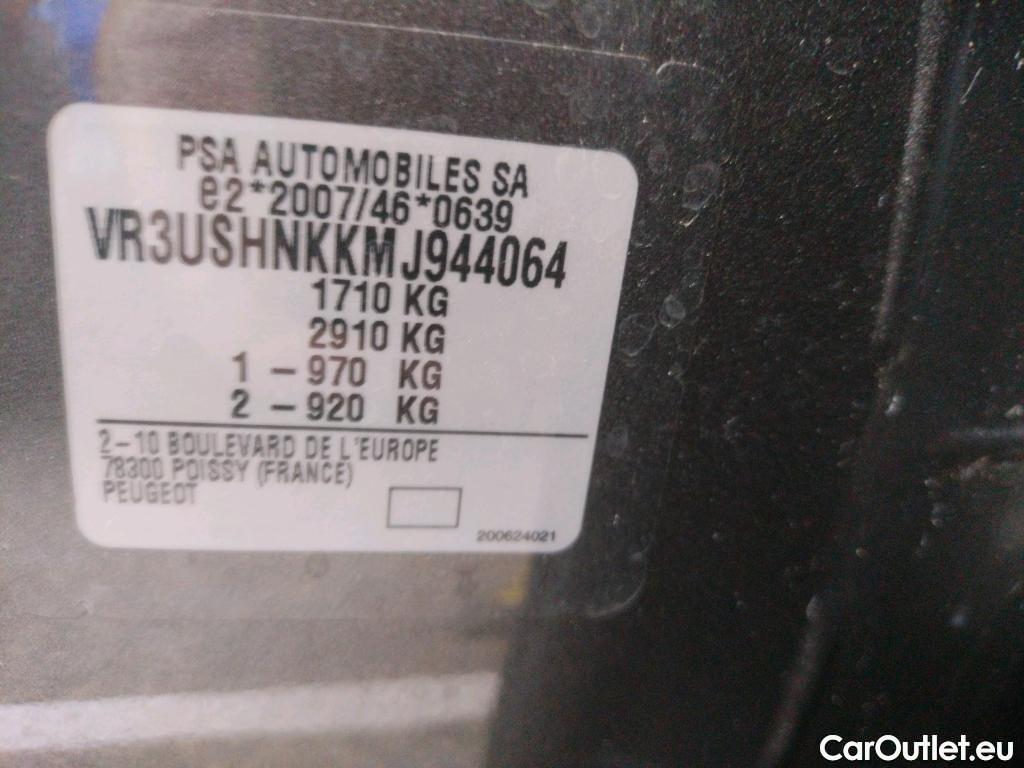 PSA AUTOMOBILES SA
e2*2007/46*0639
VR3USHNKKMJ944064
1710 KG
2910 KG
1 – 970 KG
2 – 920 KG
2–10 BOULEVARD DE L'EUROPE
78300 POISSY (FRANCE)
PEUGEOT
200624021
CarOutlet.eu